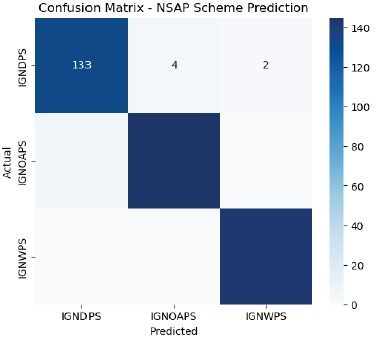 Confusion Matrix - NSAP Scheme Prediction
IGNDPS
IGNOAPS
IGNWPS
Actual
133 4 2
IGNDPS IGNOAPS IGNWPS
Predicted
140
120
100
80
60
40
20
0